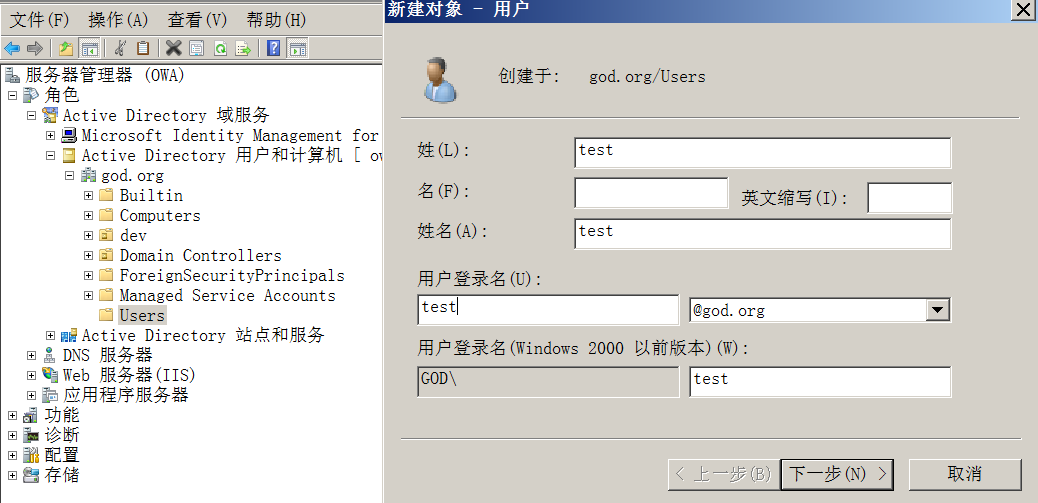 文件(F) 操作(A) 查看(V) 帮助(H)
服务器管理器 (OWA)
角色
Active Directory 域服务
Microsoft Identity Management for
Active Directory 用户和计算机 [ ow
god.org
Builtin
Computers
dev
Domain Controllers
ForeignSecurityPrincipals
Managed Service Accounts
Users
Active Directory 站点和服务
DNS 服务器
Web 服务器(IIS)
应用程序服务器
功能
诊断
配置
存储
新建对象 - 用户
创建于: god.org/Users
姓(L): test
名(F): 英文缩写(I):
姓名(A): test
用户登录名(U):
test @god.org
用户登录名(Windows 2000 以前版本)(W):
GOD\ test
< 上一步(B) 下一步(N) > 取消